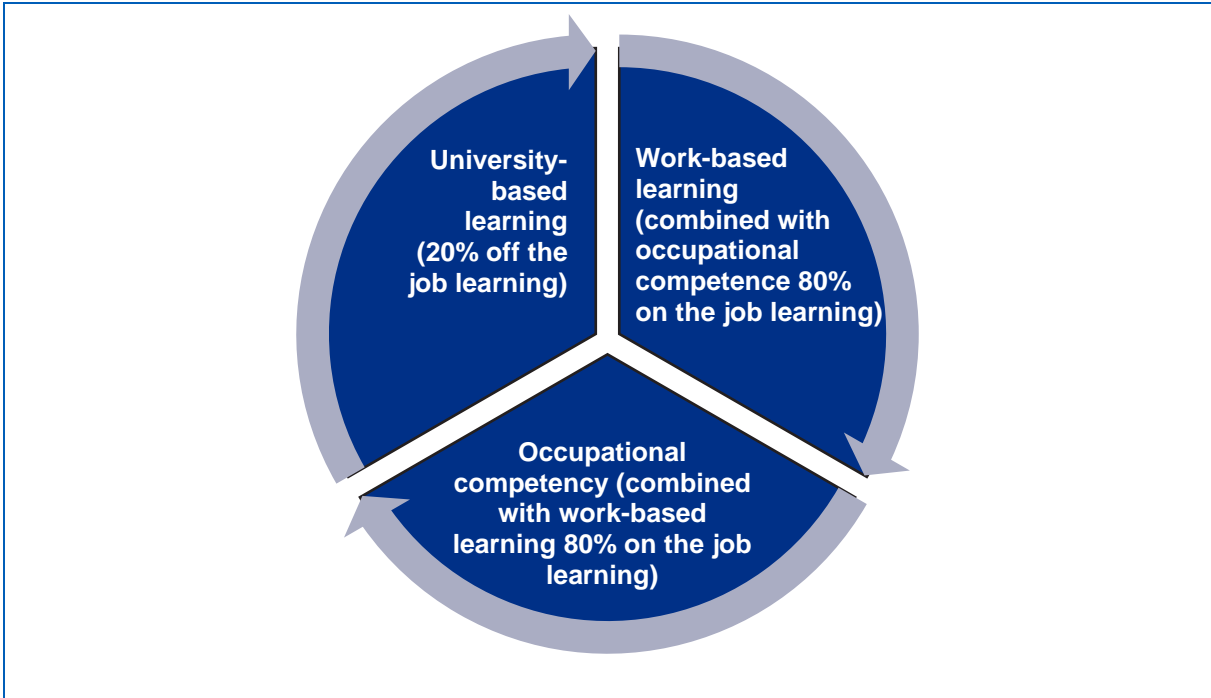 University-
based
learning
(20% off the
job learning)
Work-based
learning
(combined with
occupational
competence 80%
on the job learning)
Occupational
competency (combined
with work-based
learning 80% on the job
learning)